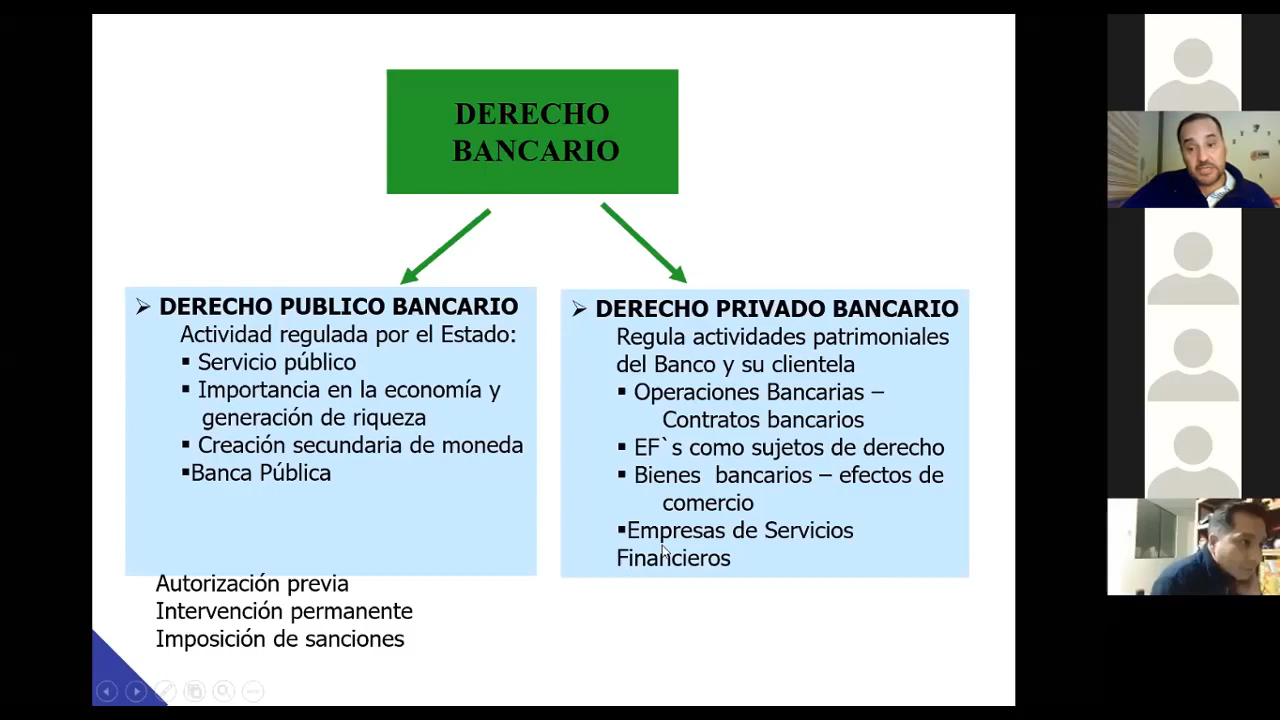 DERECHO
BANCARIO
➢ DERECHO PUBLICO BANCARIO
Actividad regulada por el Estado:
▪ Servicio público
▪ Importancia en la economía y
generación de riqueza
▪ Creación secundaria de moneda
▪Banca Pública
Autorización previa
Intervención permanente
Imposición de sanciones
➢ DERECHO PRIVADO BANCARIO
Regula actividades patrimoniales
del Banco y su clientela
▪ Operaciones Bancarias –
Contratos bancarios
▪ EF`s como sujetos de derecho
▪ Bienes bancarios – efectos de
comercio
▪Empresas de Servicios
Financieros